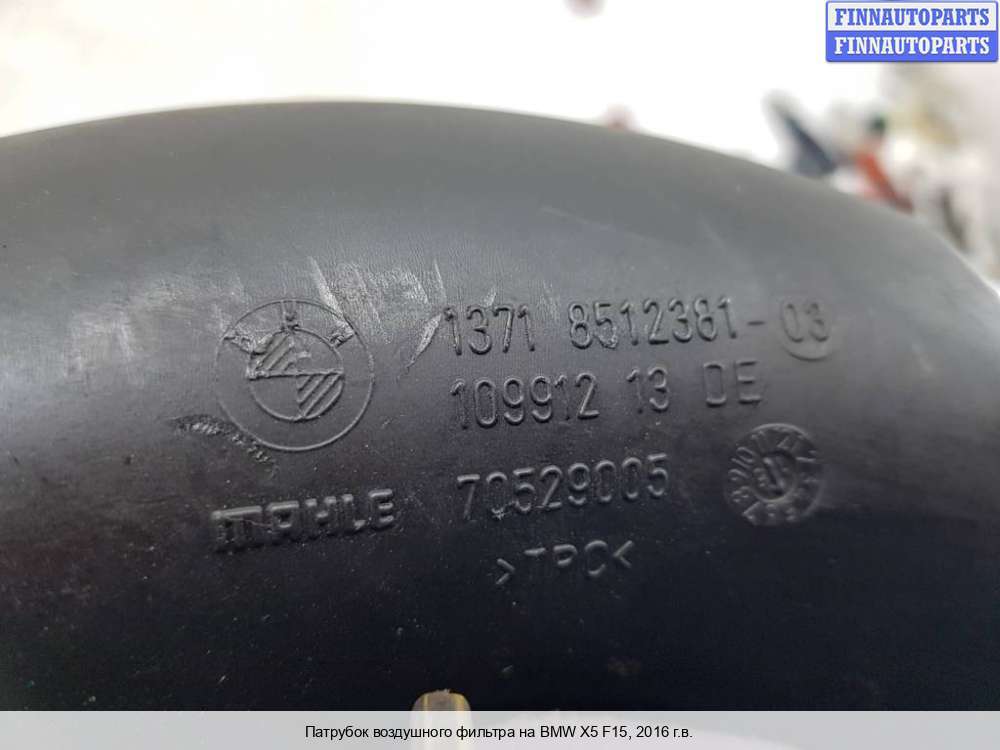 FINNAUTOPARTS
FINNAUTOPARTS
1371 8512381-03
109912 13 DE
MAHLE 70529005
>TPC<
Патрубок воздушного фильтра на BMW X5 F15, 2016 г.в.